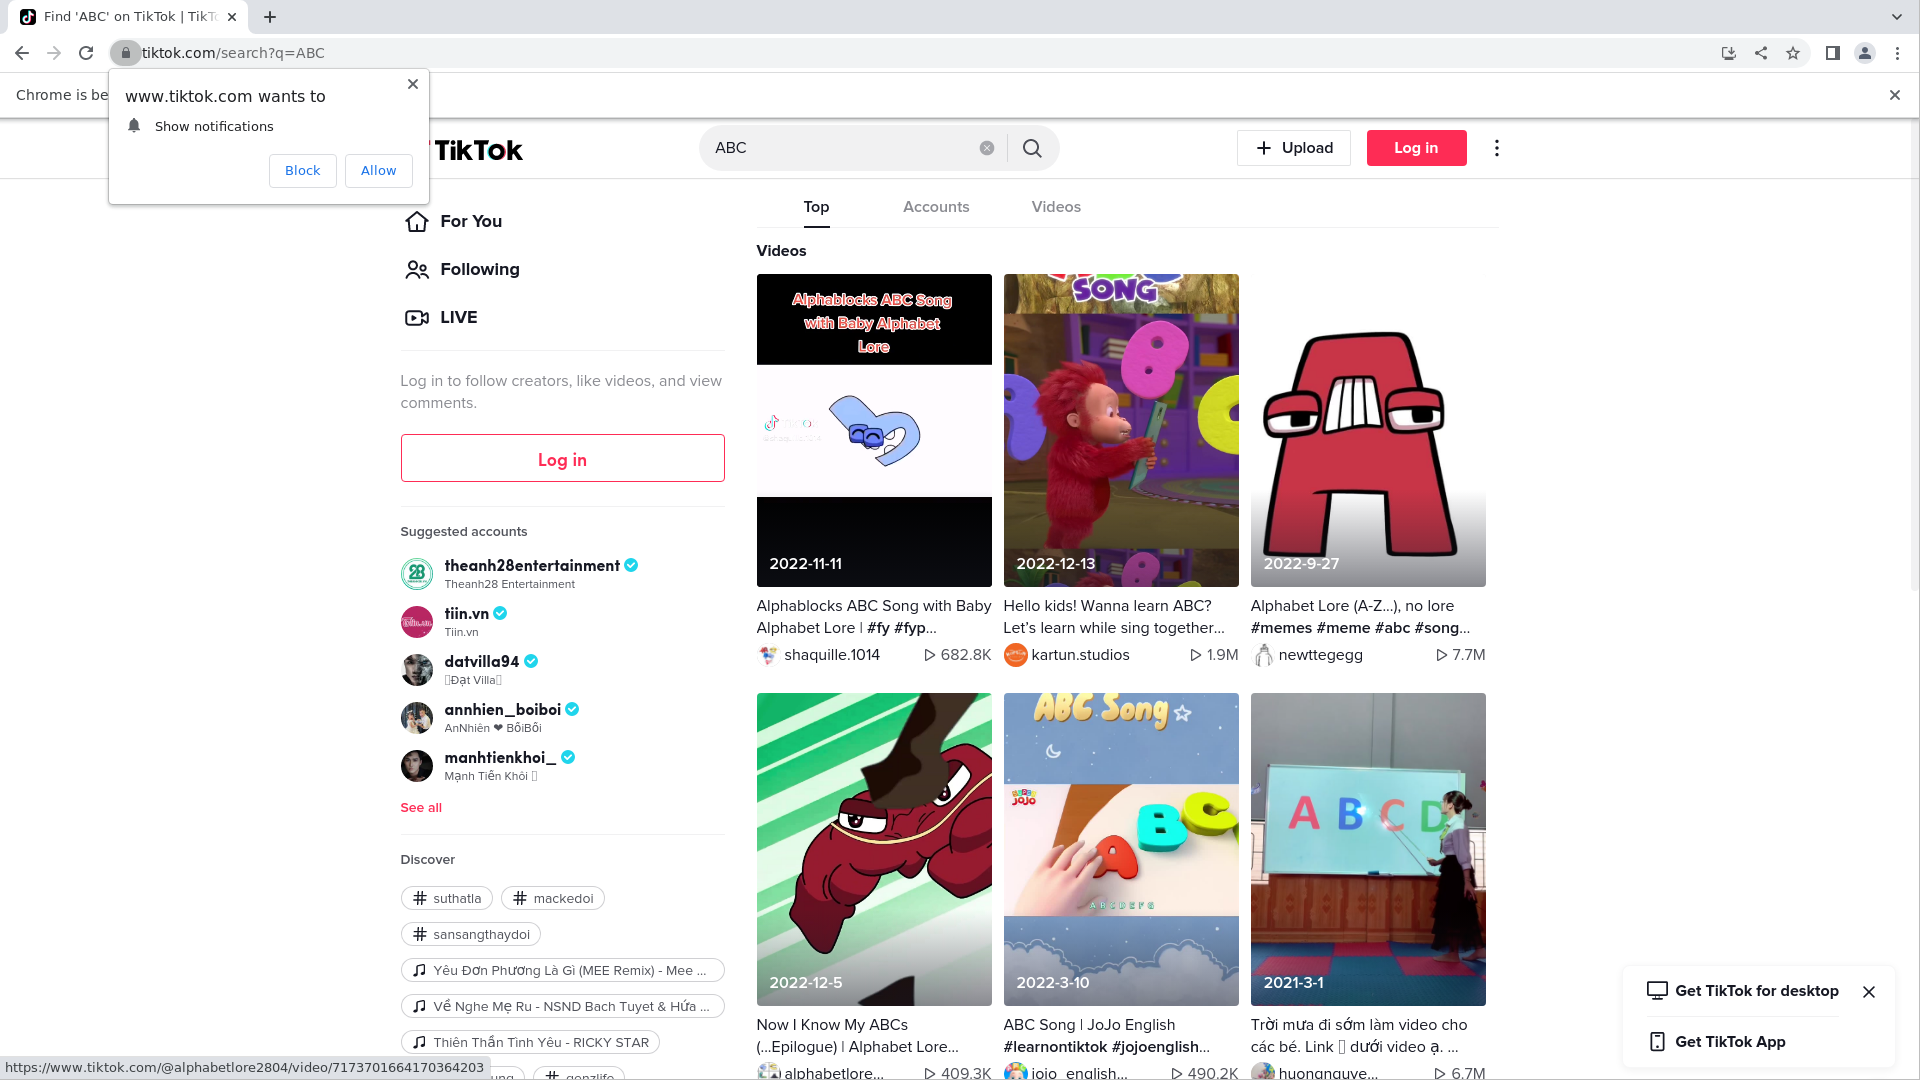 Find 'ABC' on TikTok | TikT
tiktok.com/search?q=ABC
Chrome is be
www.tiktok.com wants to
Show notifications
Block
Allow
TikTok
ABC
Upload
Log in
For You
Following
LIVE
Log in to follow creators, like videos, and view
comments.
Log in
Suggested accounts
theanh28entertainment
Theanh28 Entertainment
tiin.vn
Tiin.vn
datvilla94
Đạt Villa
annhien_boiboi
AnNhiên ❤ BốiBối
manhtienkhoi_
Mạnh Tiến Khôi
See all
Discover
# suthatla
# mackedoi
# sansangthaydoi
Yêu Đơn Phương Là Gì (MEE Remix) - Mee ...
Về Nghe Mẹ Ru - NSND Bach Tuyet & Hứa ...
Thiên Thần Tình Yêu - RICKY STAR
# genzlife
https://www.tiktok.com/@alphabetlore2804/video/7173701664170364203
Top
Accounts
Videos
Videos
Alphablocks ABC Song
with Baby Alphabet
Lore
2022-11-11
Alphablocks ABC Song with Baby
Alphabet Lore | #fy #fyp...
shaquille.1014
682.8K
SONG
2022-12-13
Hello kids! Wanna learn ABC?
Let’s learn while sing together...
kartun.studios
1.9M
2022-9-27
Alphabet Lore (A-Z...), no lore
#memes #meme #abc #song...
newttegegg
7.7M
2022-12-5
Now I Know My ABCs
(...Epilogue) | Alphabet Lore...
alphabetlore...
409.3K
ABC Song
SUPER
JOJO
A B C
A B C D E F G
2022-3-10
ABC Song | JoJo English
#learnontiktok #jojoenglish...
jojo_english...
490.2K
A B C D
2021-3-1
Trời mưa đi sớm làm video cho
các bé. Link dưới video ạ. ...
huongnguye...
6.7M
Get TikTok for desktop
Get TikTok App